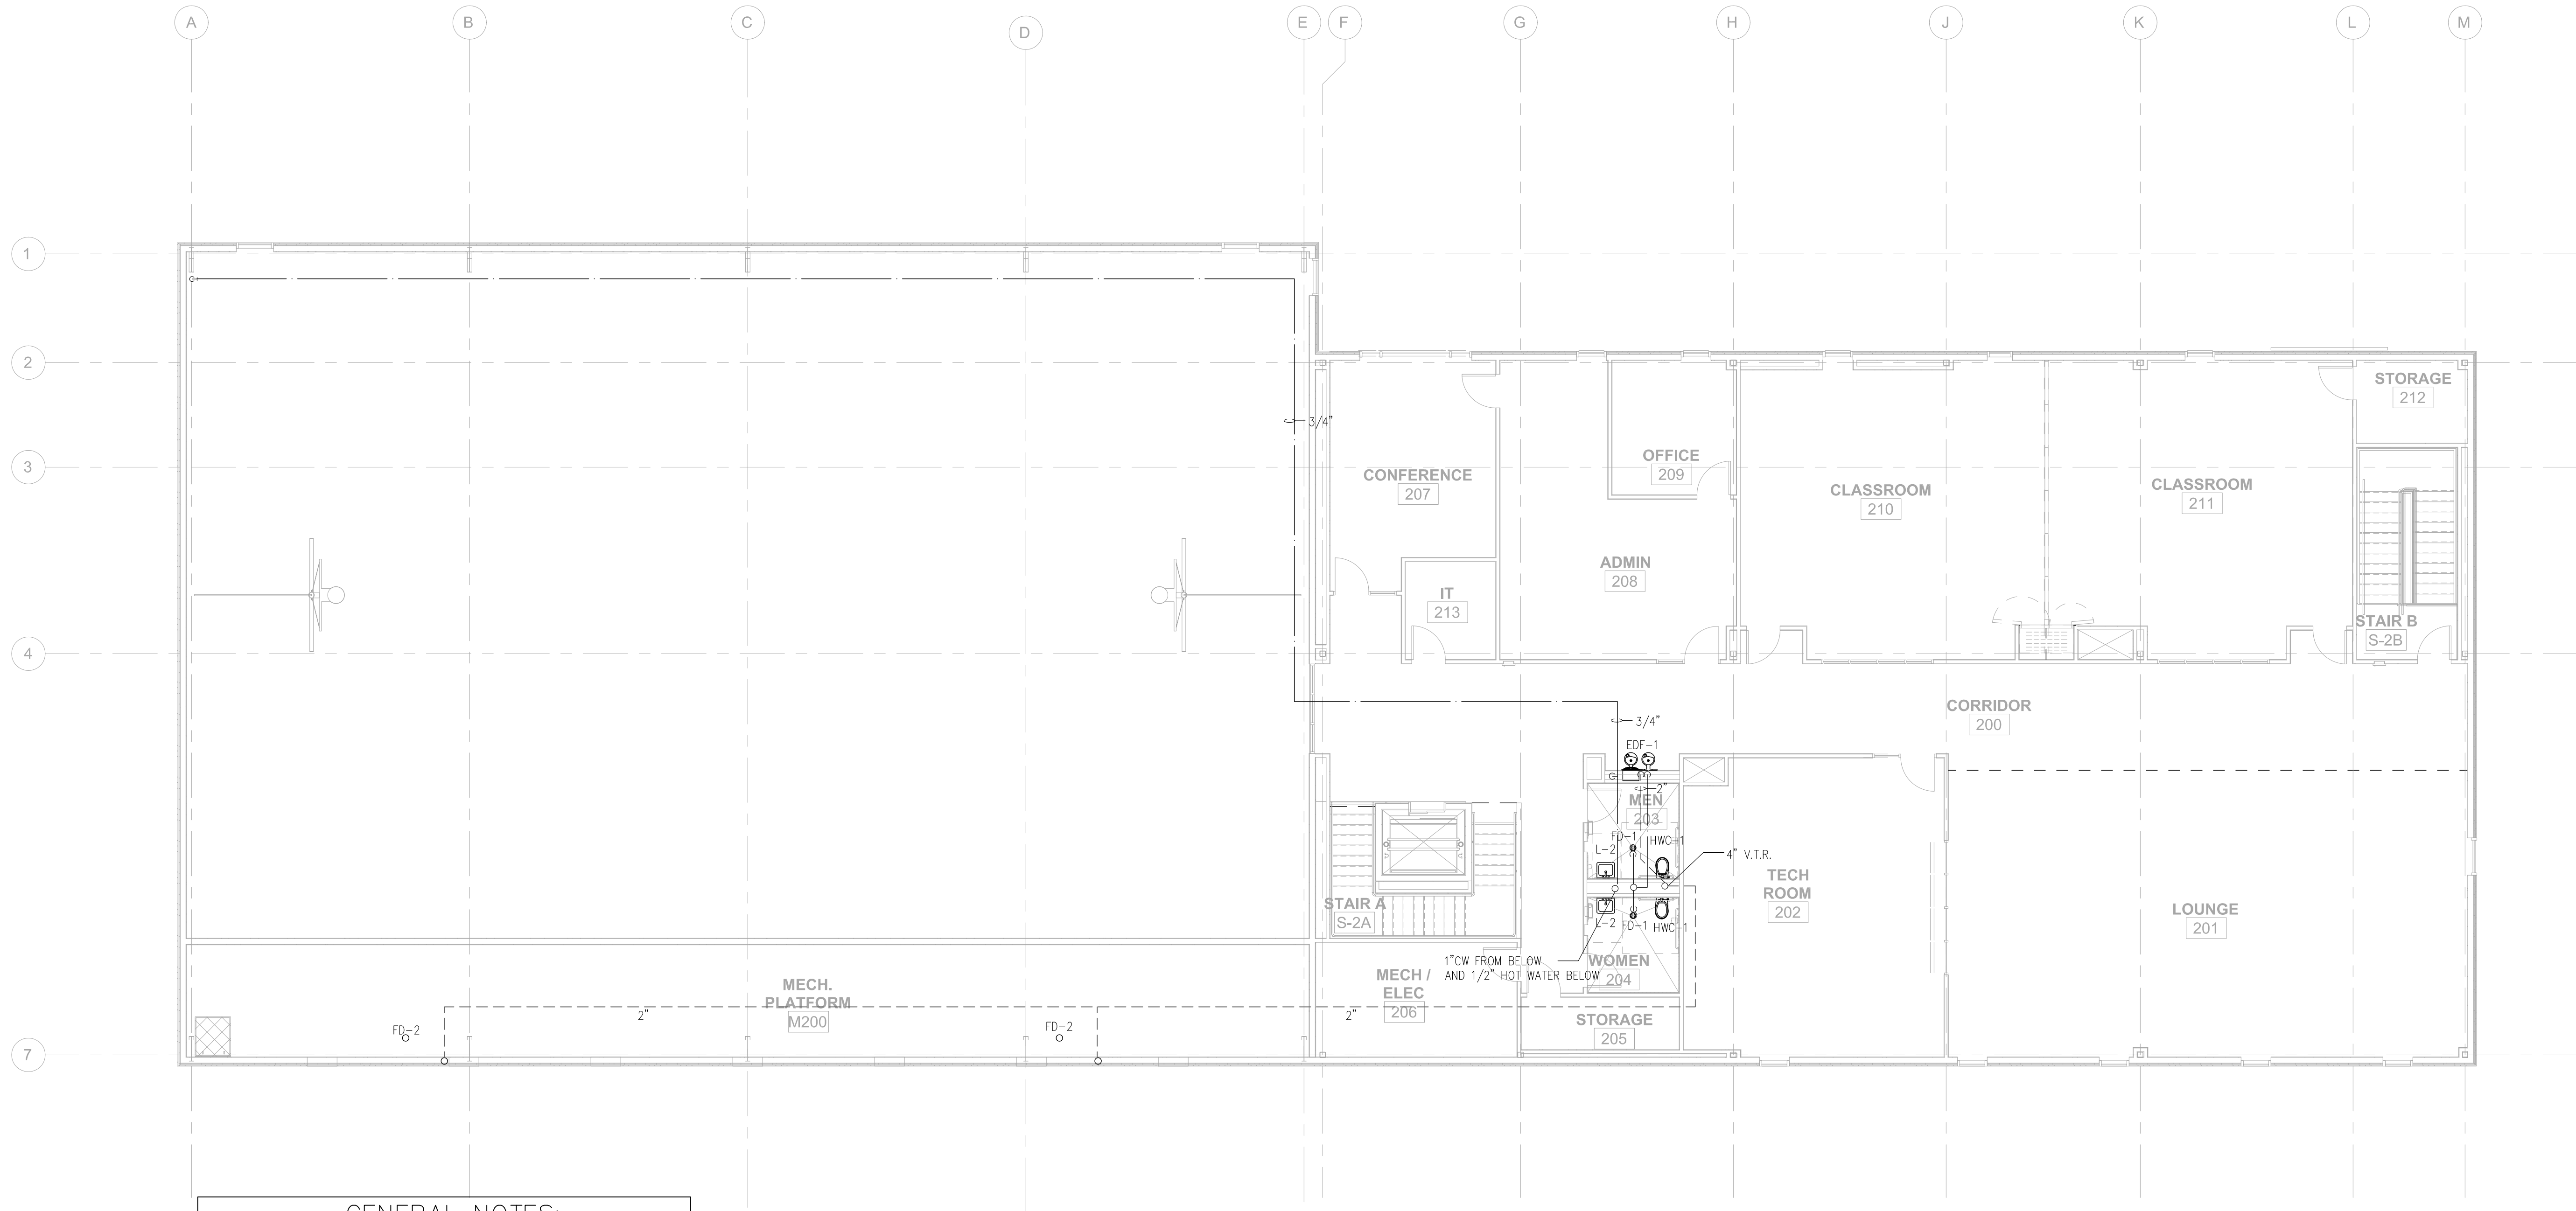 A
B
C
D
E
F
G
H
J
K
L
M
1
2
3
4
7
STORAGE
212
3/4"
OFFICE
209
CONFERENCE
207
CLASSROOM
210
CLASSROOM
211
ADMIN
208
IT
213
STAIR B
S-2B
CORRIDOR
200
3/4"
EDF-1
2"
MEN
203
FD-1
HWC-1
L-2
4" V.T.R.
TECH
ROOM
202
STAIR A
S-2A
LOUNGE
201
L-2
FD-1
HWC-1
1"CW FROM BELOW
AND 1/2" HOT WATER BELOW
WOMEN
204
MECH /
ELEC
206
MECH.
PLATFORM
M200
2"
2"
FD-2
FD-2
STORAGE
205
GENERAL NOTES: